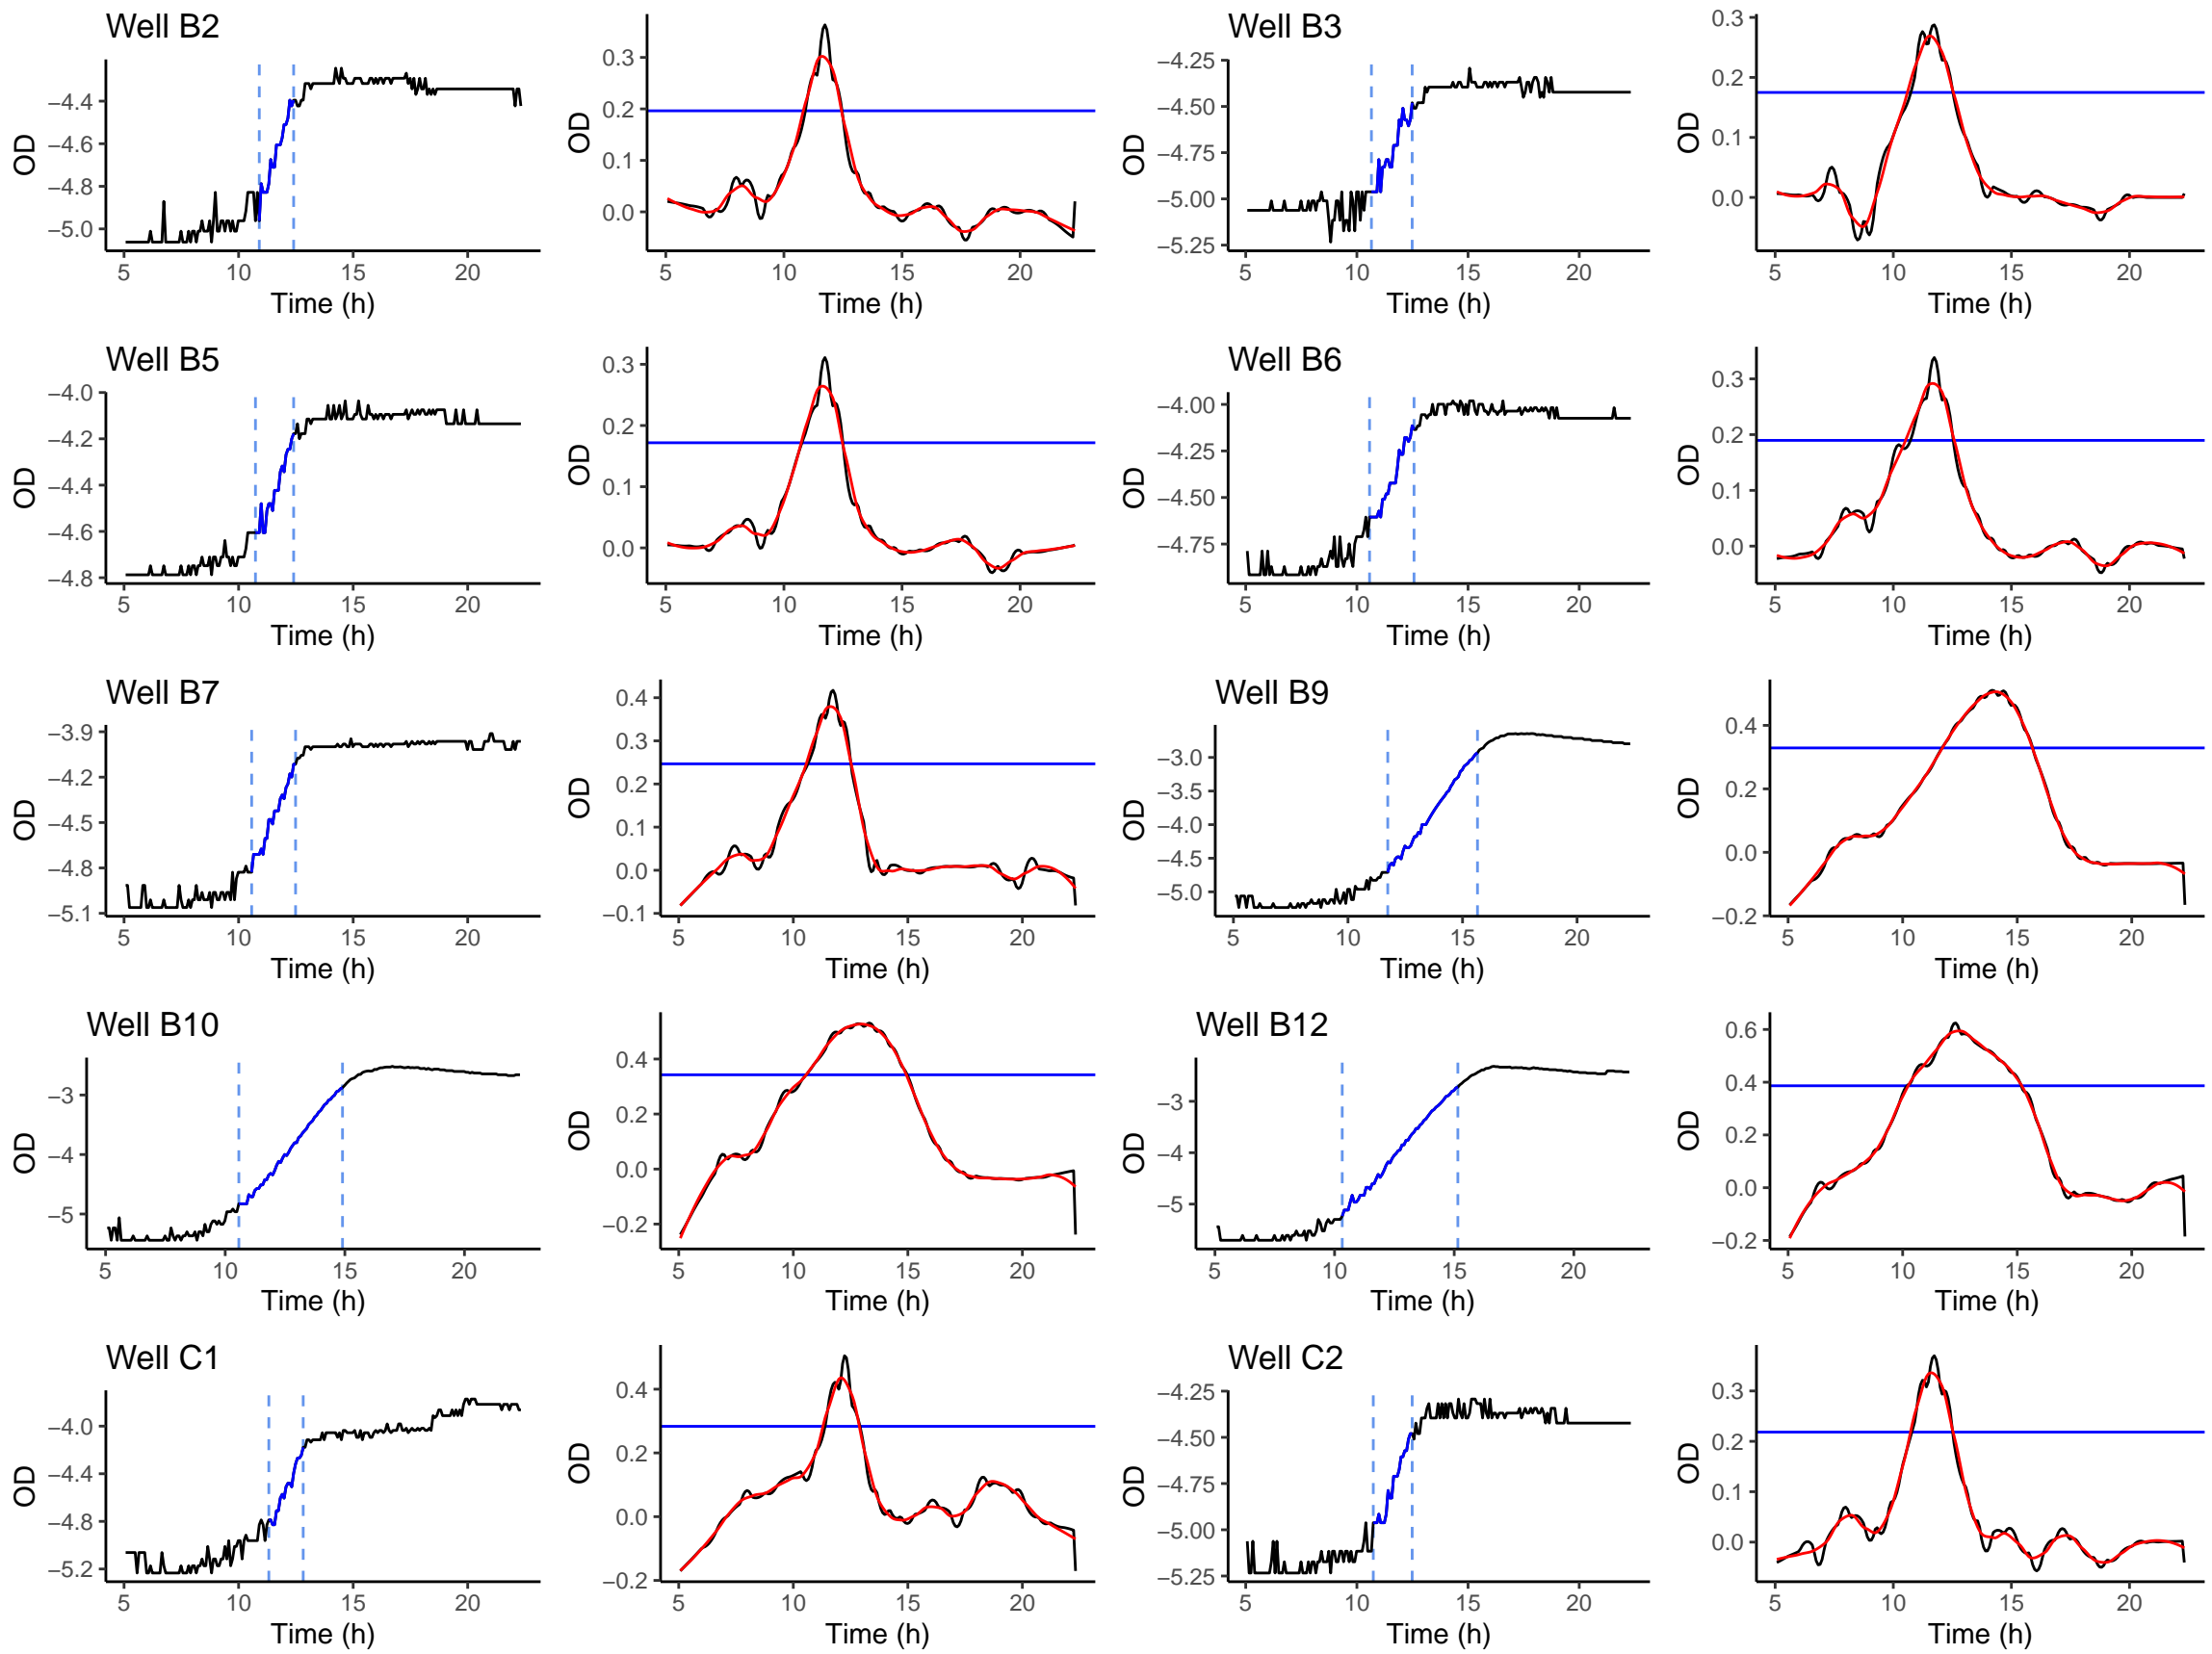 Well B2
OD
−4.4
−4.6
−4.8
−5.0
5 10 15 20
Time (h)
OD
0.3
0.2
0.1
0.0
5 10 15 20
Time (h)
Well B3
OD
−4.25
−4.50
−4.75
−5.00
−5.25
5 10 15 20
Time (h)
OD
0.3
0.2
0.1
0.0
5 10 15 20
Time (h)
Well B5
OD
−4.0
−4.2
−4.4
−4.6
−4.8
5 10 15 20
Time (h)
OD
0.3
0.2
0.1
0.0
5 10 15 20
Time (h)
Well B6
OD
−4.00
−4.25
−4.50
−4.75
5 10 15 20
Time (h)
OD
0.3
0.2
0.1
0.0
5 10 15 20
Time (h)
Well B7
OD
−3.9
−4.2
−4.5
−4.8
−5.1
5 10 15 20
Time (h)
OD
0.4
0.3
0.2
0.1
0.0
−0.1
5 10 15 20
Time (h)
Well B9
OD
−3.0
−3.5
−4.0
−4.5
−5.0
5 10 15 20
Time (h)
OD
0.4
0.2
0.0
−0.2
5 10 15 20
Time (h)
Well B10
OD
−3
−4
−5
5 10 15 20
Time (h)
OD
0.4
0.2
0.0
−0.2
5 10 15 20
Time (h)
Well B12
OD
−3
−4
−5
5 10 15 20
Time (h)
OD
0.6
0.4
0.2
0.0
−0.2
5 10 15 20
Time (h)
Well C1
OD
−4.0
−4.4
−4.8
−5.2
5 10 15 20
Time (h)
OD
0.4
0.2
0.0
−0.2
5 10 15 20
Time (h)
Well C2
OD
−4.25
−4.50
−4.75
−5.00
−5.25
5 10 15 20
Time (h)
OD
0.3
0.2
0.1
0.0
5 10 15 20
Time (h)